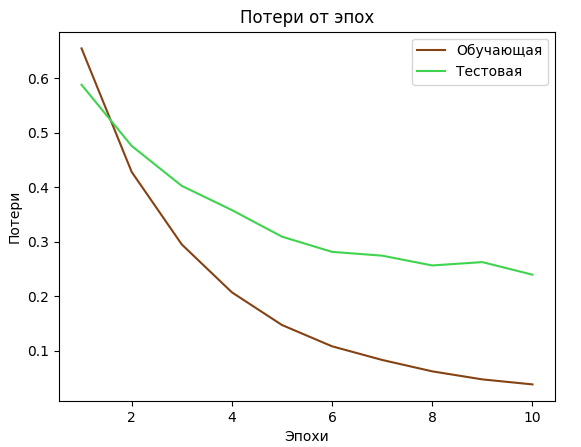 Потери от эпох
Обучающая
Тестовая
Потери
0.6
0.5
0.4
0.3
0.2
0.1
2
4
6
8
10
Эпохи